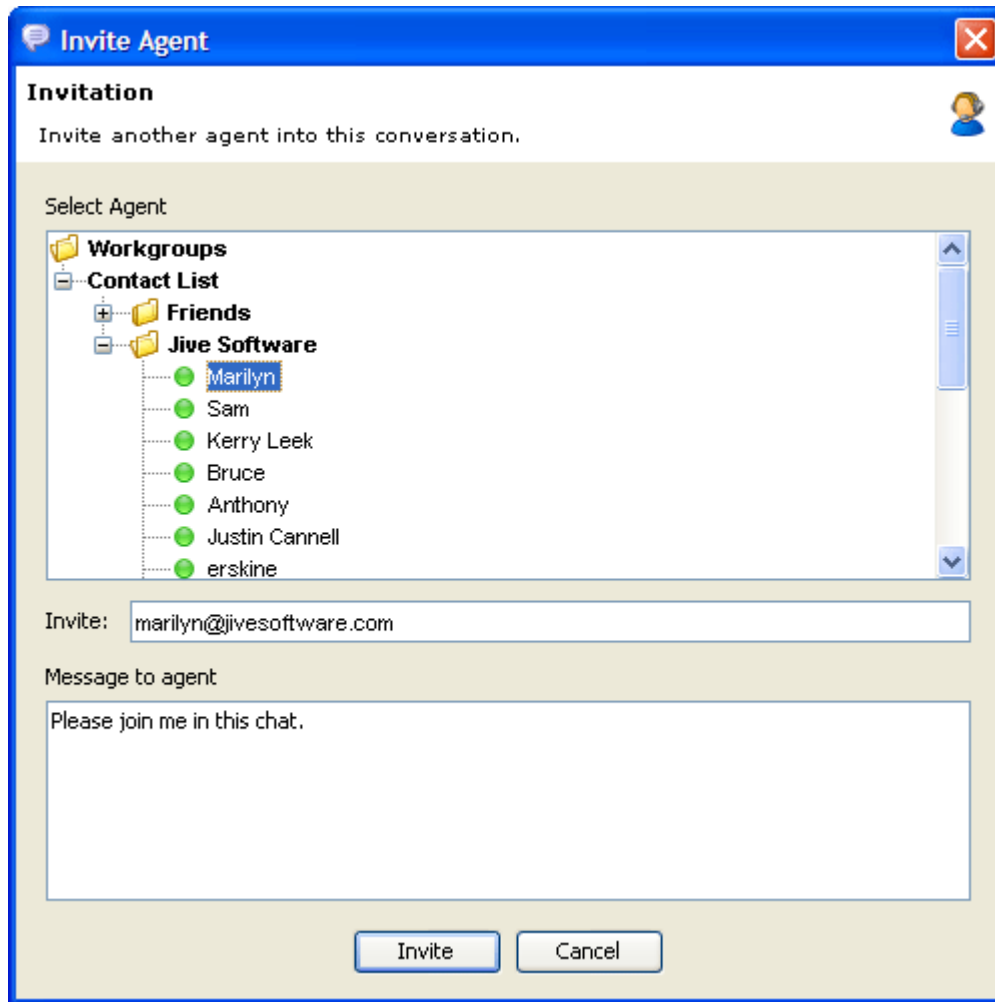 Invite Agent
Invitation
Invite another agent into this conversation.
Select Agent
Workgroups
Contact List
Friends
Jive Software
Marilyn
Sam
Kerry Leek
Bruce
Anthony
Justin Cannell
erskine
Invite: marilyn@jivesoftware.com
Message to agent
Please join me in this chat.
Invite Cancel